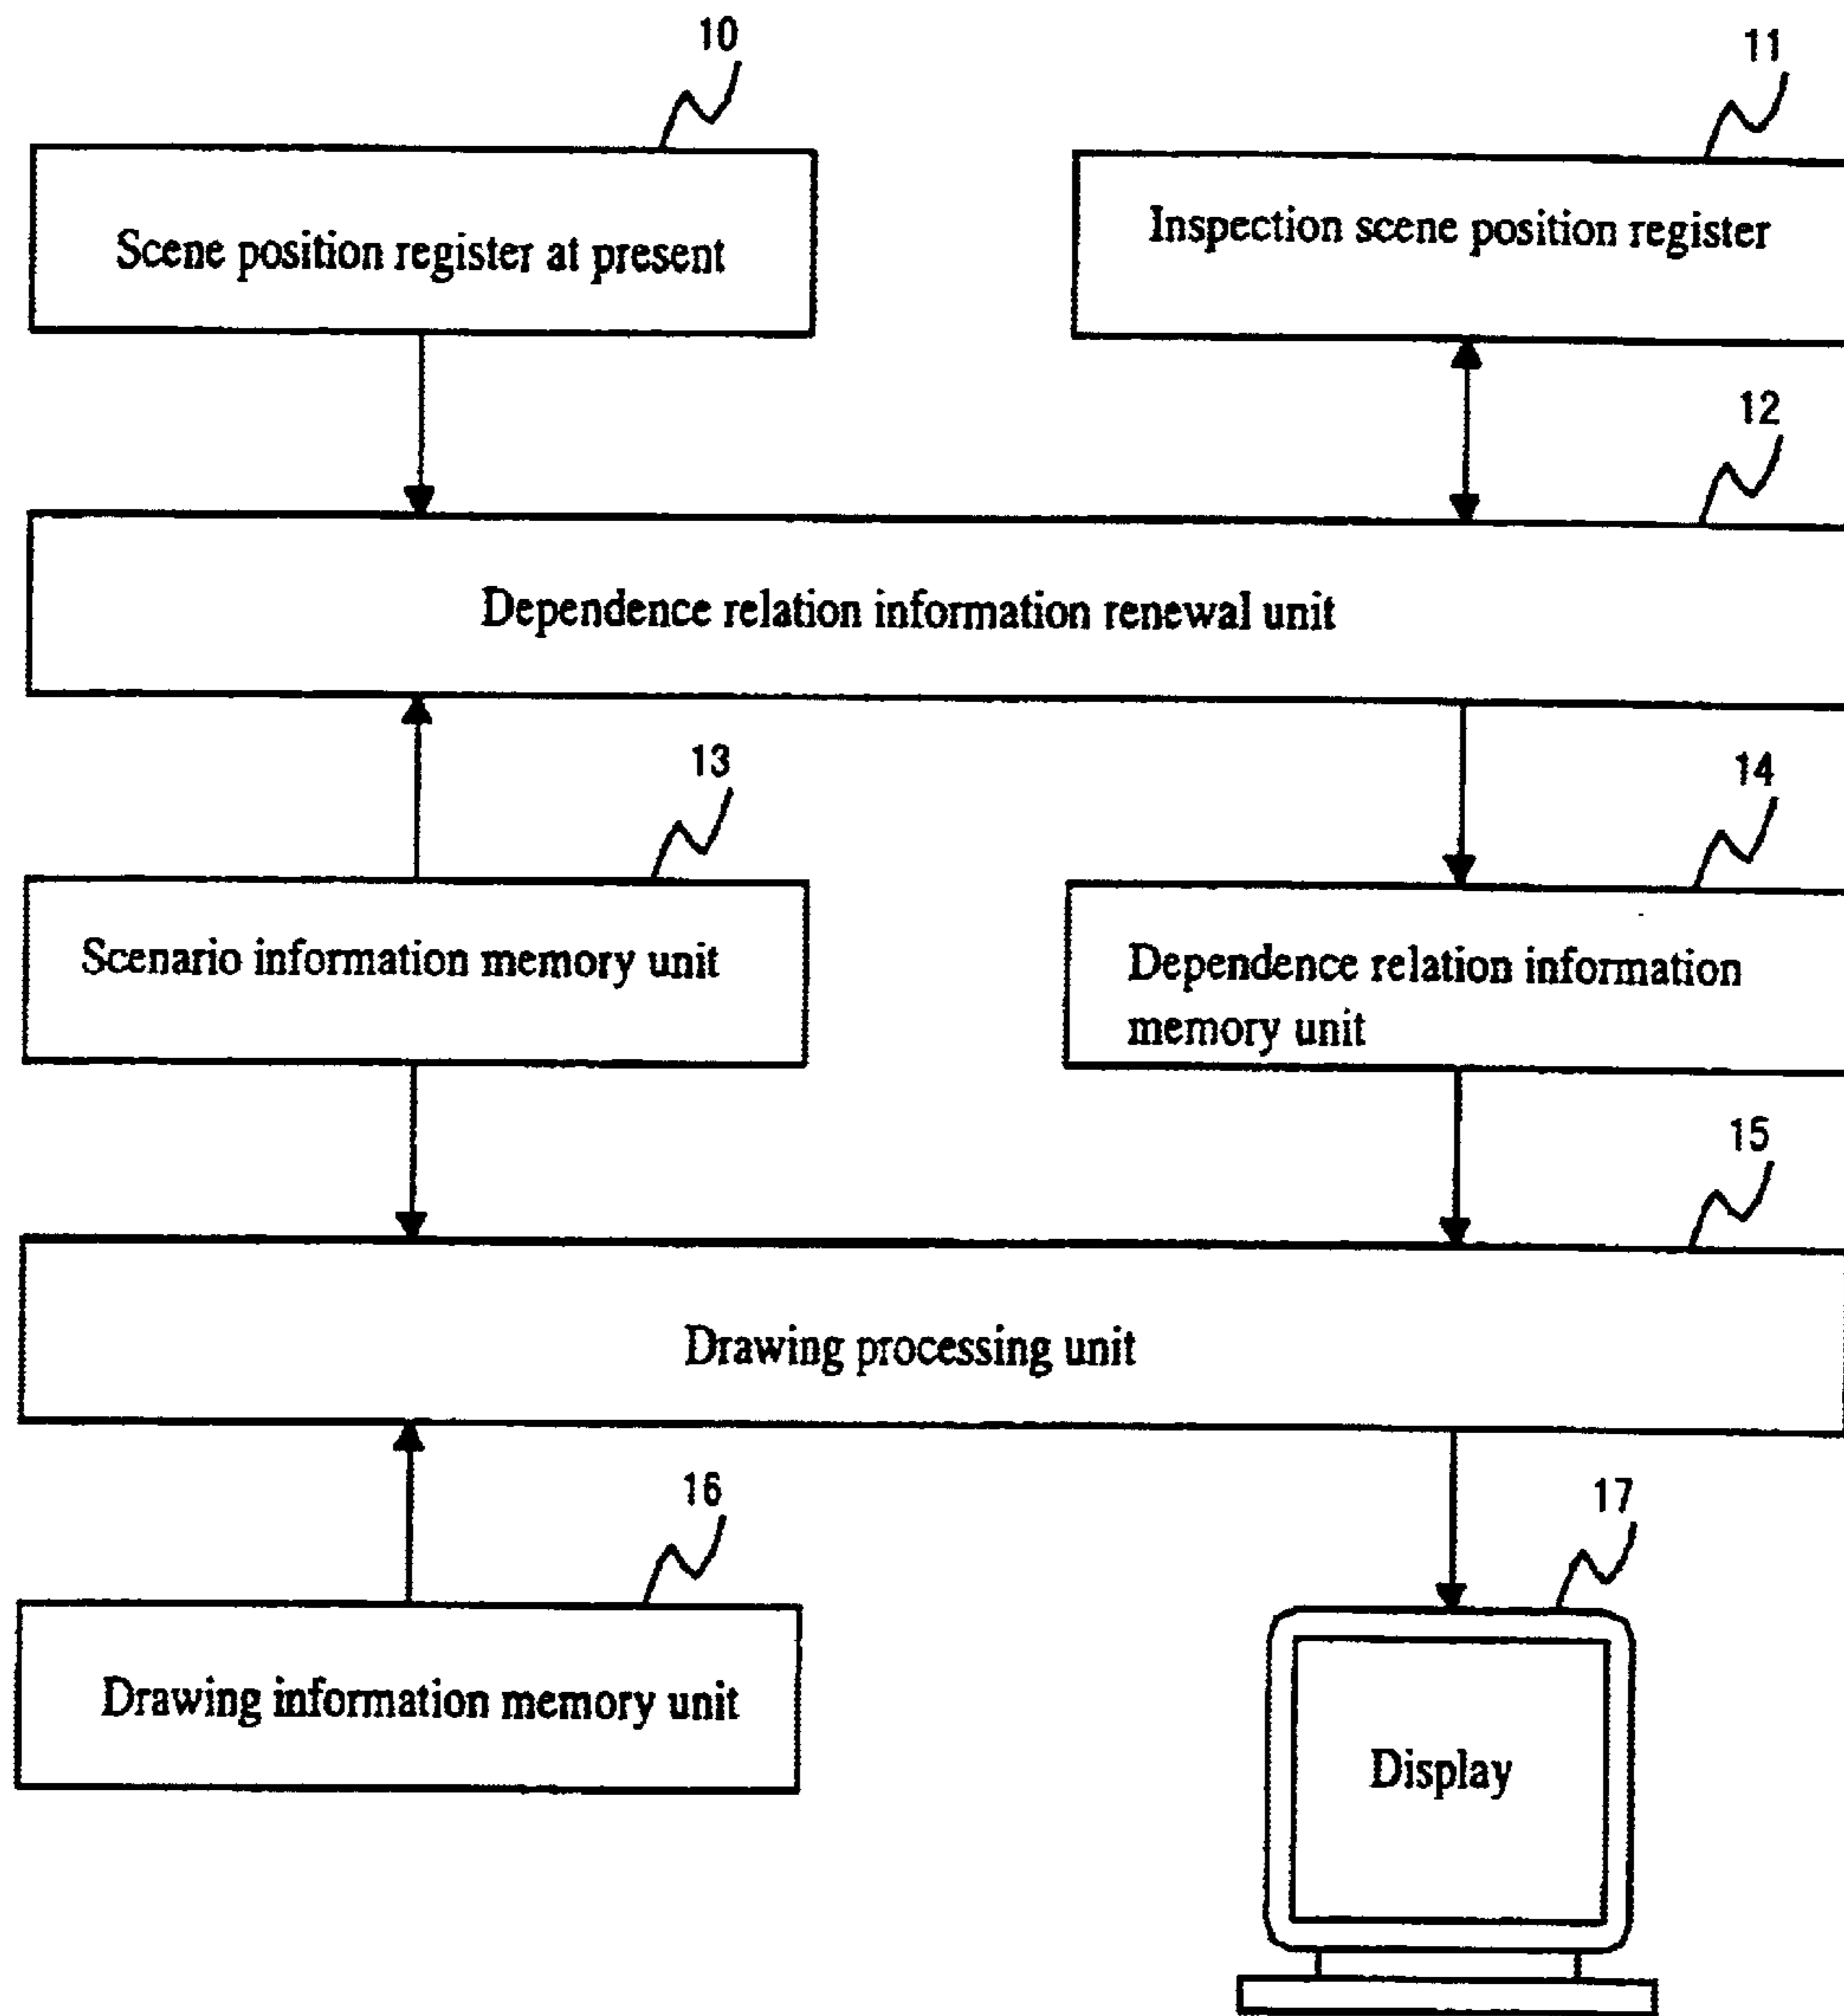 10
11
Scene position register at present
Inspection scene position register
12
Dependence relation information renewal unit
13
14
Scenario information memory unit
Dependence relation information
memory unit
15
Drawing processing unit
16
17
Drawing information memory unit
Display